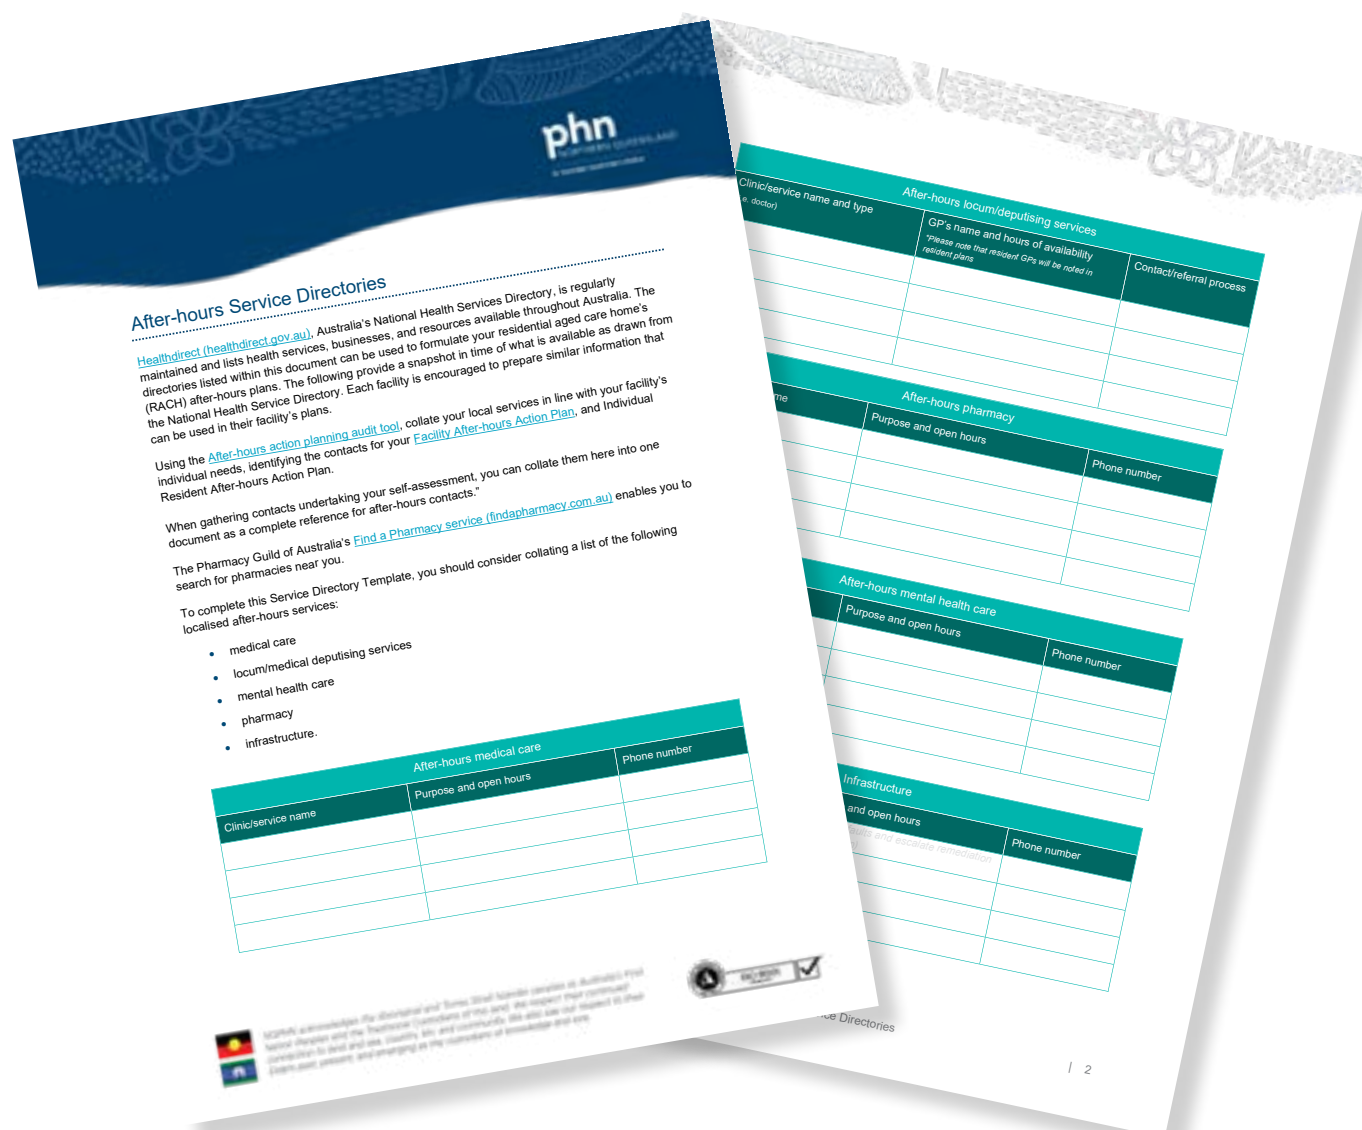 phn
NORTHERN QUEENSLAND
After-hours Service Directories
Healthdirect (healthdirect.gov.au), Australia's National Health Services Directory, is regularly
maintained and lists health services, businesses, and resources available throughout Australia. The
directories listed within this document can be used to formulate your residential aged care home's
(RACH) after-hours plans. The following provide a snapshot in time of what is available as drawn from
the National Health Service Directory. Each facility is encouraged to prepare similar information that
can be used in their facility's plans.
Using the After-hours action planning audit tool, collate your local services in line with your facility's
individual needs, identifying the contacts for your Facility After-hours Action Plan, and Individual
Resident After-hours Action Plan.
When gathering contacts undertaking your self-assessment, you can collate them here into one
document as a complete reference for after-hours contacts."
The Pharmacy Guild of Australia's Find a Pharmacy service (findapharmacy.com.au) enables you to
search for pharmacies near you.
To complete this Service Directory Template, you should consider collating a list of the following
localised after-hours services:
• medical care
• locum/medical deputising services
• mental health care
• pharmacy
• infrastructure.
After-hours medical care
Clinic/service name
Purpose and open hours
Phone number
After-hours locum/deputising services
Clinic/service name and type
e. doctor)
GP's name and hours of availability
*Please note that resident GPs will be noted in
resident plans
Contact/referral process
After-hours pharmacy
me
Purpose and open hours
Phone number
After-hours mental health care
Purpose and open hours
Phone number
Infrastructure
and open hours
Phone number
faults and escalate remediation
ce Directories
| 2